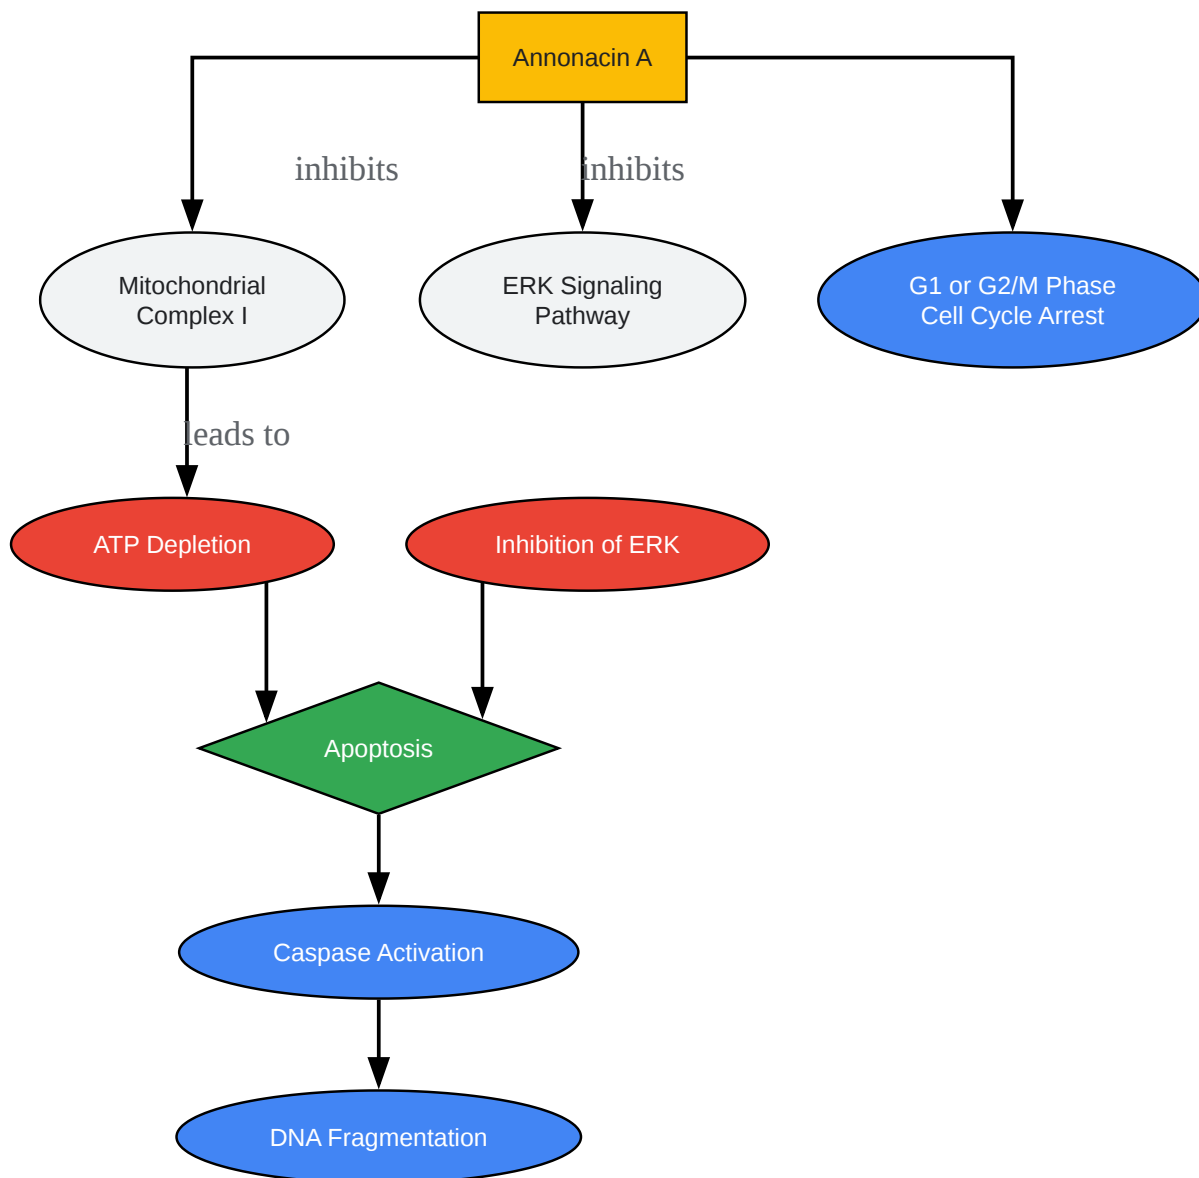 Annonacin A
inhibits
inhibits
Mitochondrial
Complex I
ERK Signaling
Pathway
G1 or G2/M Phase
Cell Cycle Arrest
leads to
ATP Depletion
Inhibition of ERK
Apoptosis
Caspase Activation
DNA Fragmentation